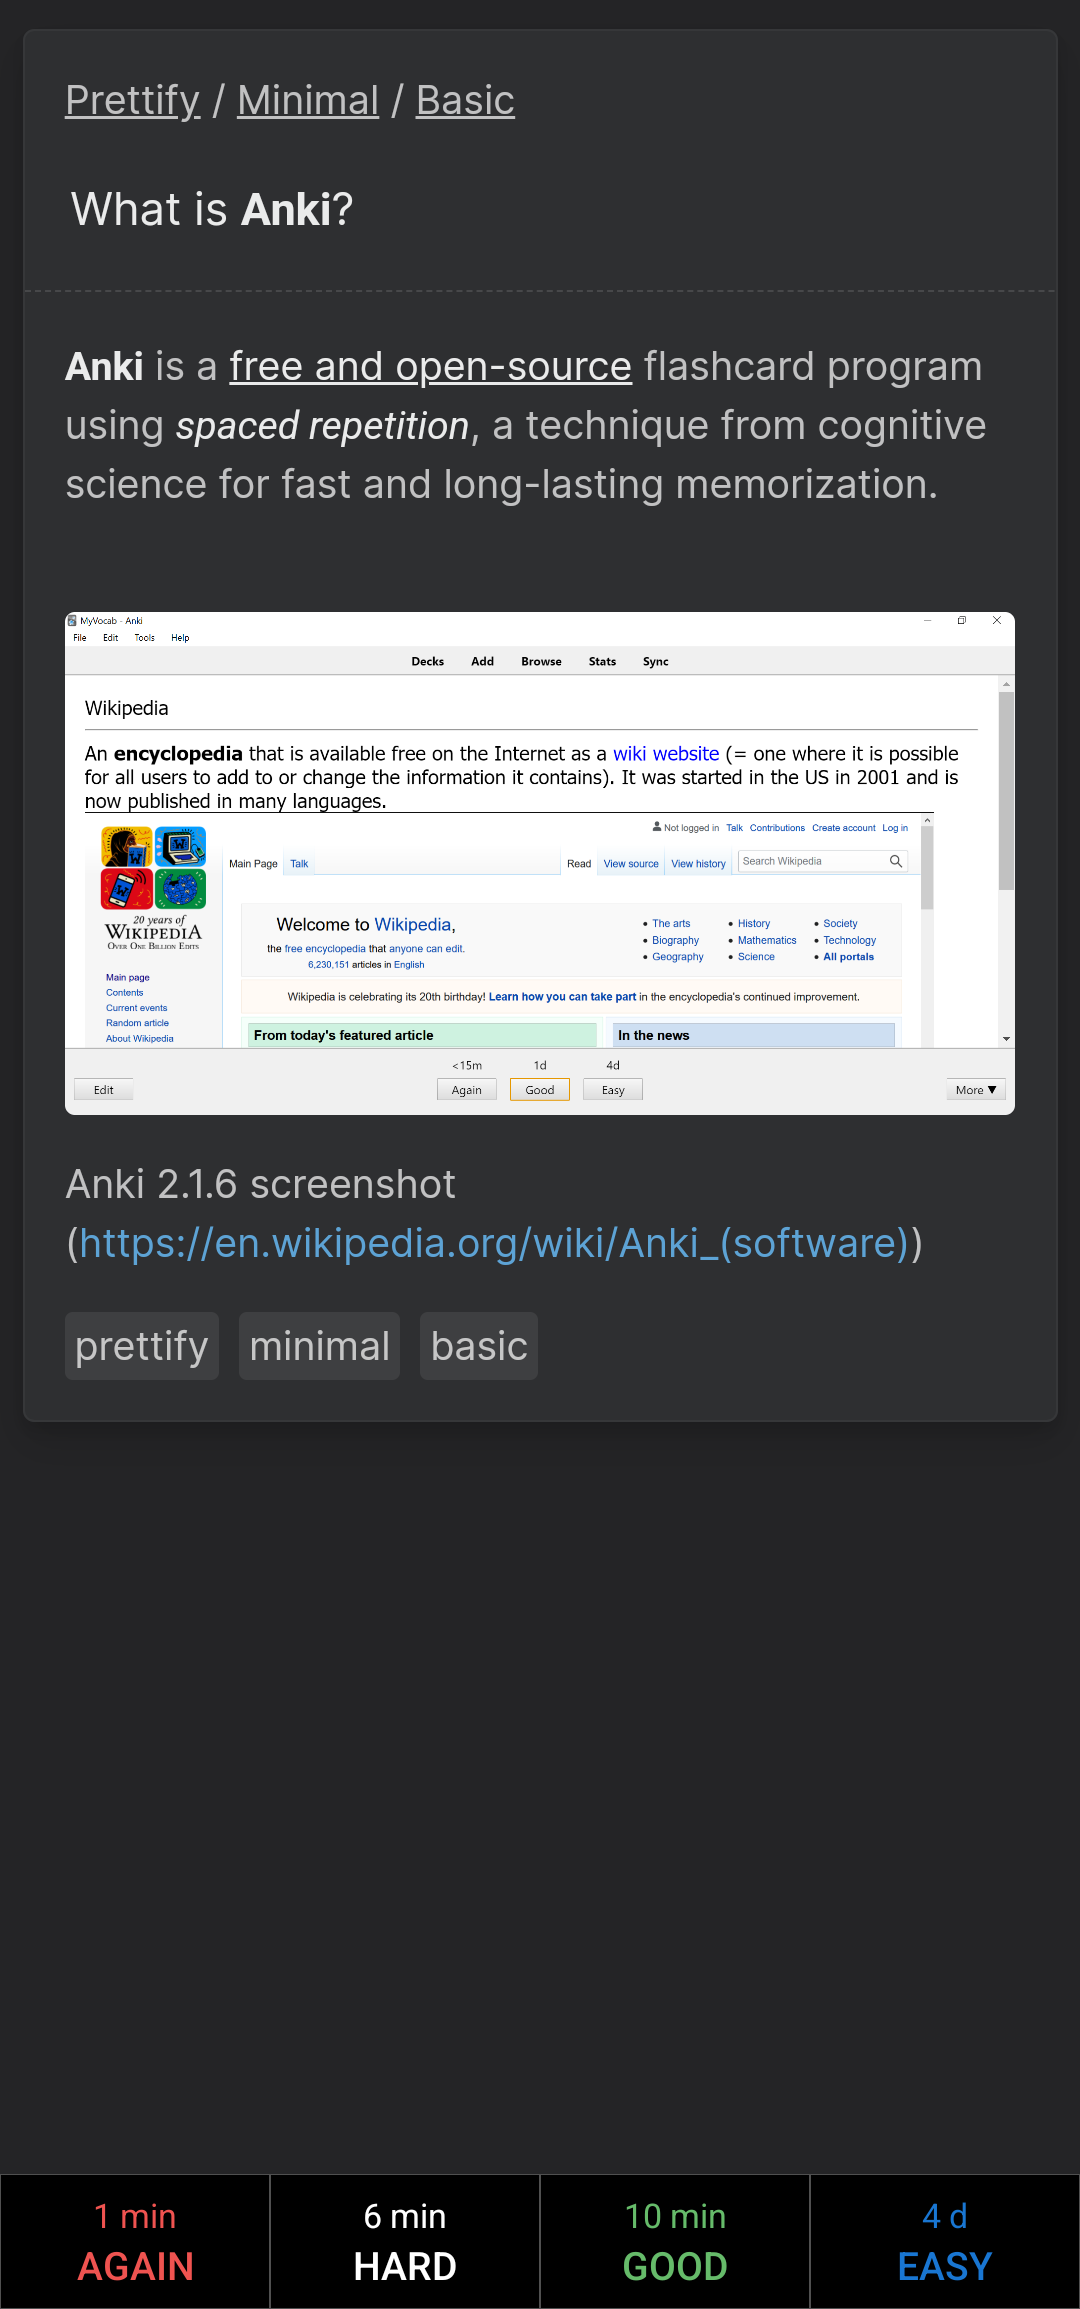 Prettify / Minimal / Basic
What is Anki?
Anki is a free and open-source flashcard program
using spaced repetition, a technique from cognitive
science for fast and long-lasting memorization.
MyVocab - Anki
File Edit Tools Help
Decks Add Browse Stats Sync
Wikipedia
An encyclopedia that is available free on the Internet as a wiki website (= one where it is possible
for all users to add to or change the information it contains). It was started in the US in 2001 and is
now published in many languages.
Not logged in Talk Contributions Create account Log in
Main Page Talk Read View source View history Search Wikipedia
20 years of
WIKIPEDIA
OVER ONE BILLION EDITS
Main page
Contents
Current events
Random article
About Wikipedia
Welcome to Wikipedia,
the free encyclopedia that anyone can edit.
6,230,151 articles in English
• The arts • History • Society
• Biography • Mathematics • Technology
• Geography • Science • All portals
Wikipedia is celebrating its 20th birthday! Learn how you can take part in the encyclopedia's continued improvement.
From today's featured article In the news
<15m 1d 4d
Edit Again Good Easy More ▼
Anki 2.1.6 screenshot
(https://en.wikipedia.org/wiki/Anki_(software))
prettify minimal basic
1 min 6 min 10 min 4 d
AGAIN HARD GOOD EASY